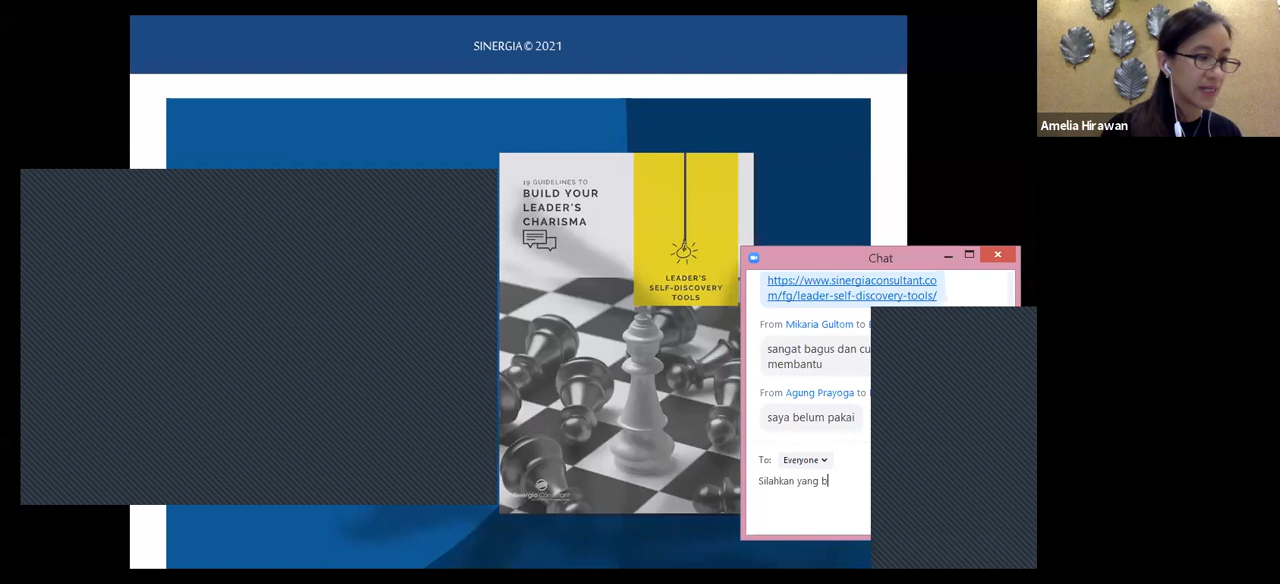 SINERGIA © 2021
19 GUIDELINES TO
BUILD YOUR
LEADER'S
CHARISMA
LEADER'S
SELF-DISCOVERY
TOOLS
Sinergia Consultant
Chat
https://www.sinergiaconsultant.co
m/fg/leader-self-discovery-tools/
From Mikaria Gultom to
sangat bagus dan cu
membantu
From Agung Prayoga to
saya belum pakai
To: Everyone
Silahkan yang b
Amelia Hirawan